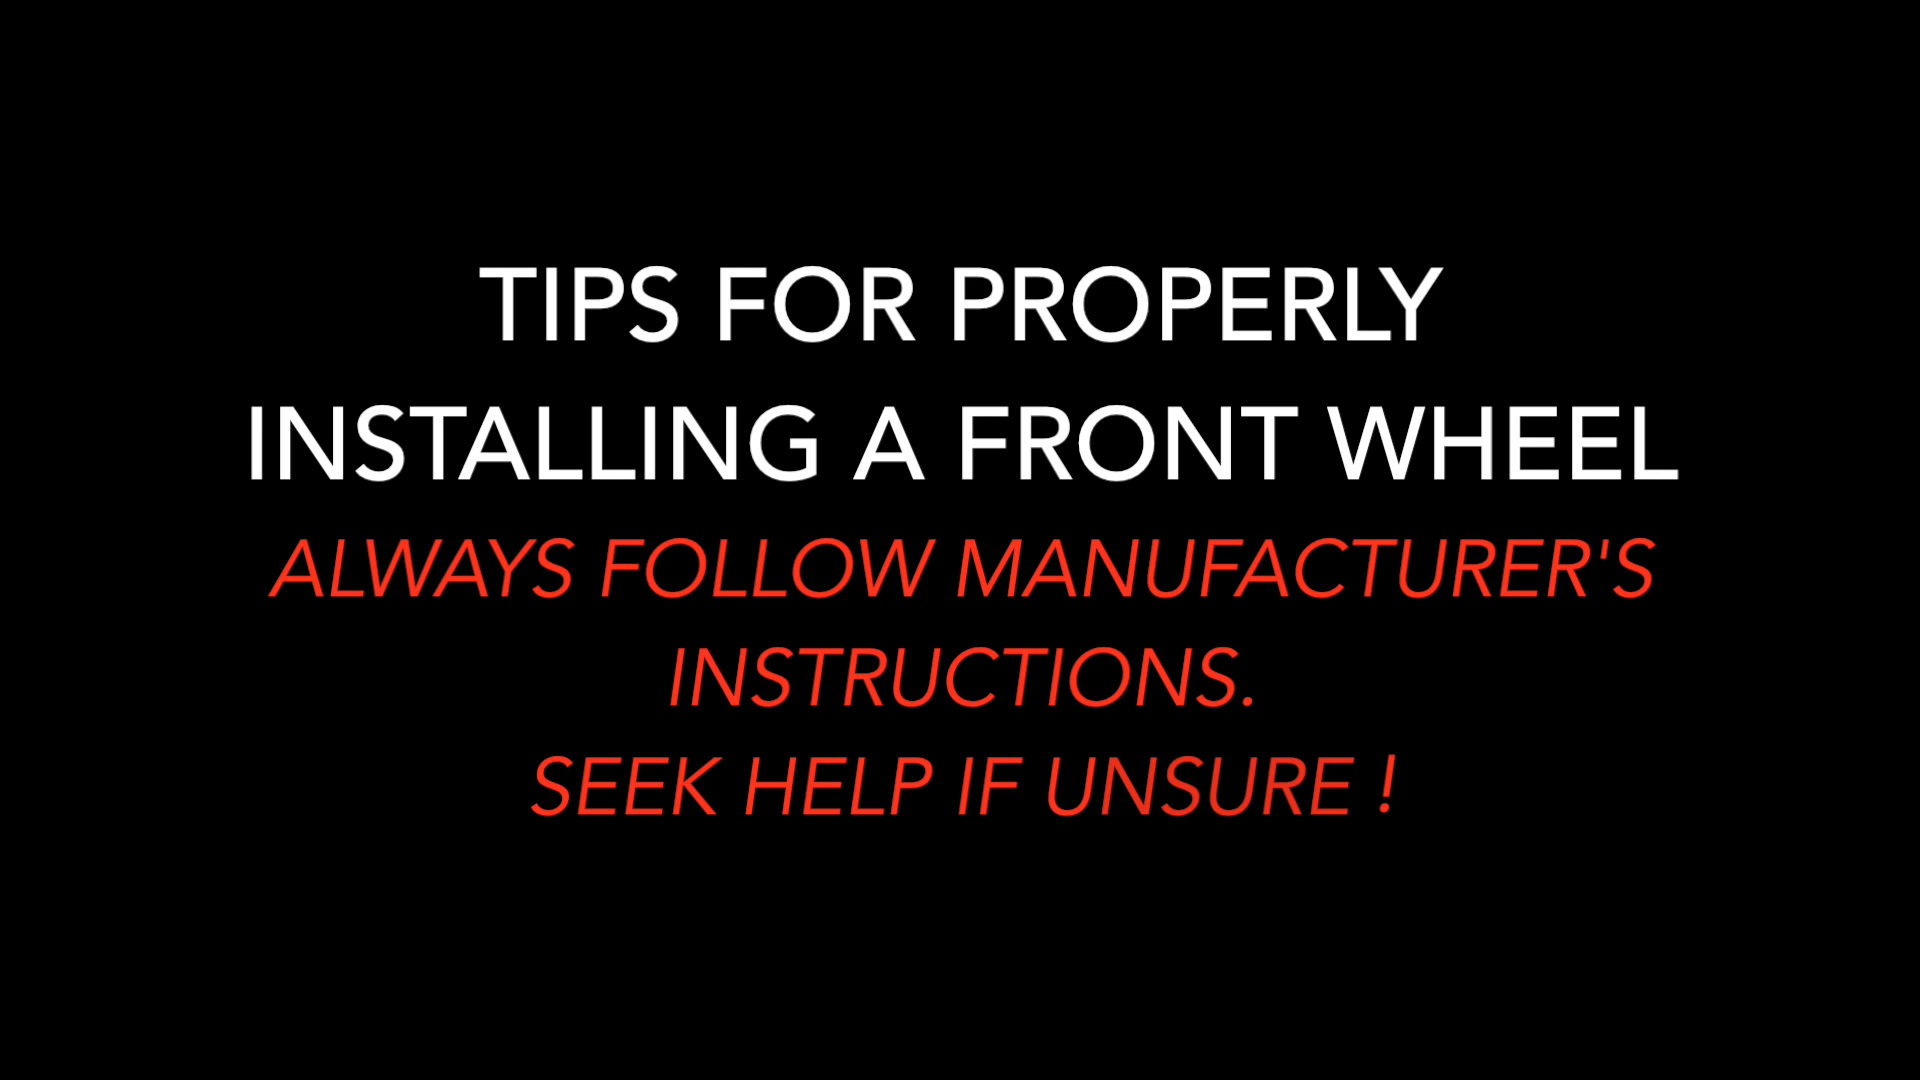 TIPS FOR PROPERLY
INSTALLING A FRONT WHEEL
ALWAYS FOLLOW MANUFACTURER'S
INSTRUCTIONS.
SEEK HELP IF UNSURE !